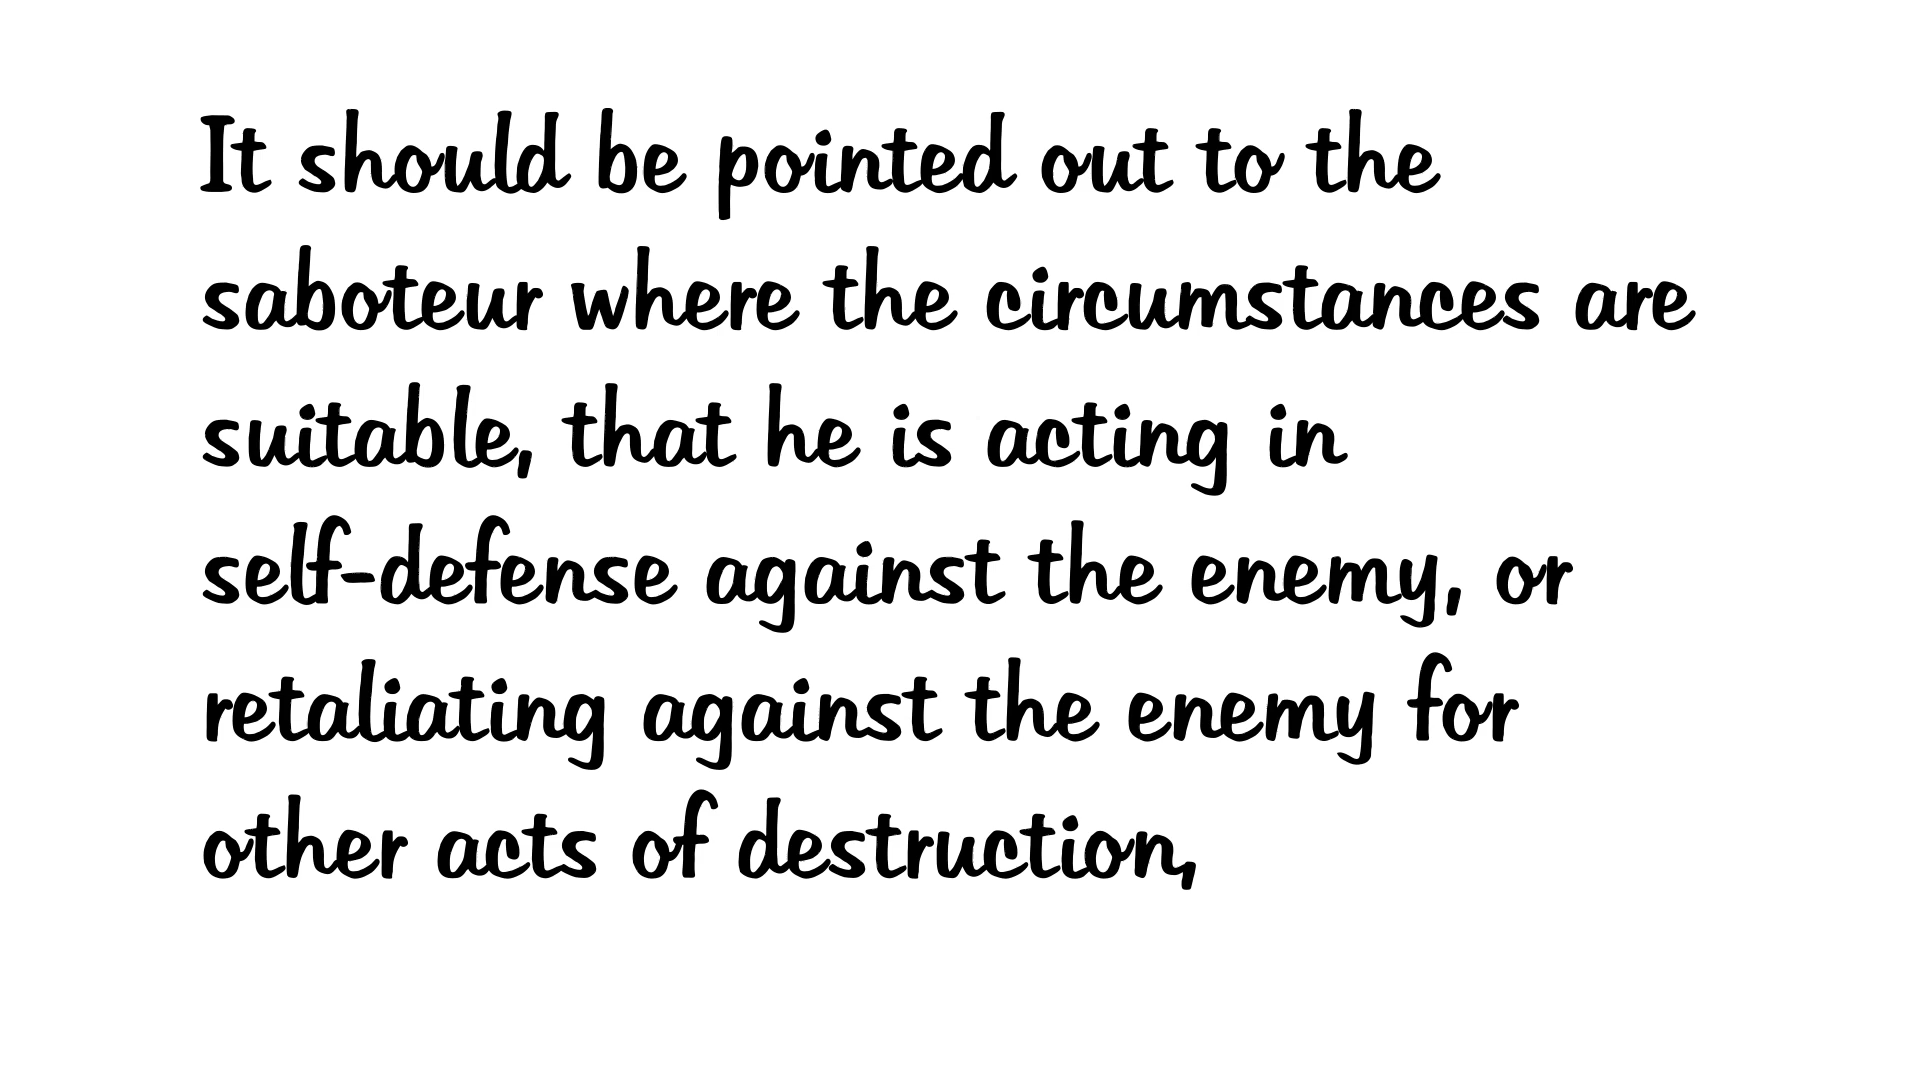 It should be pointed out to the
saboteur where the circumstances are
suitable, that he is acting in
self-defense against the enemy, or
retaliating against the enemy for
other acts of destruction,